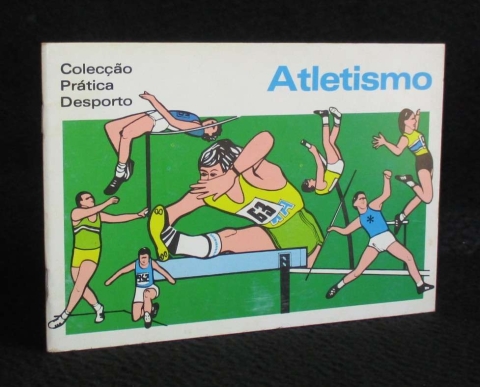 Colecção
Prática
Desporto
Atletismo
63